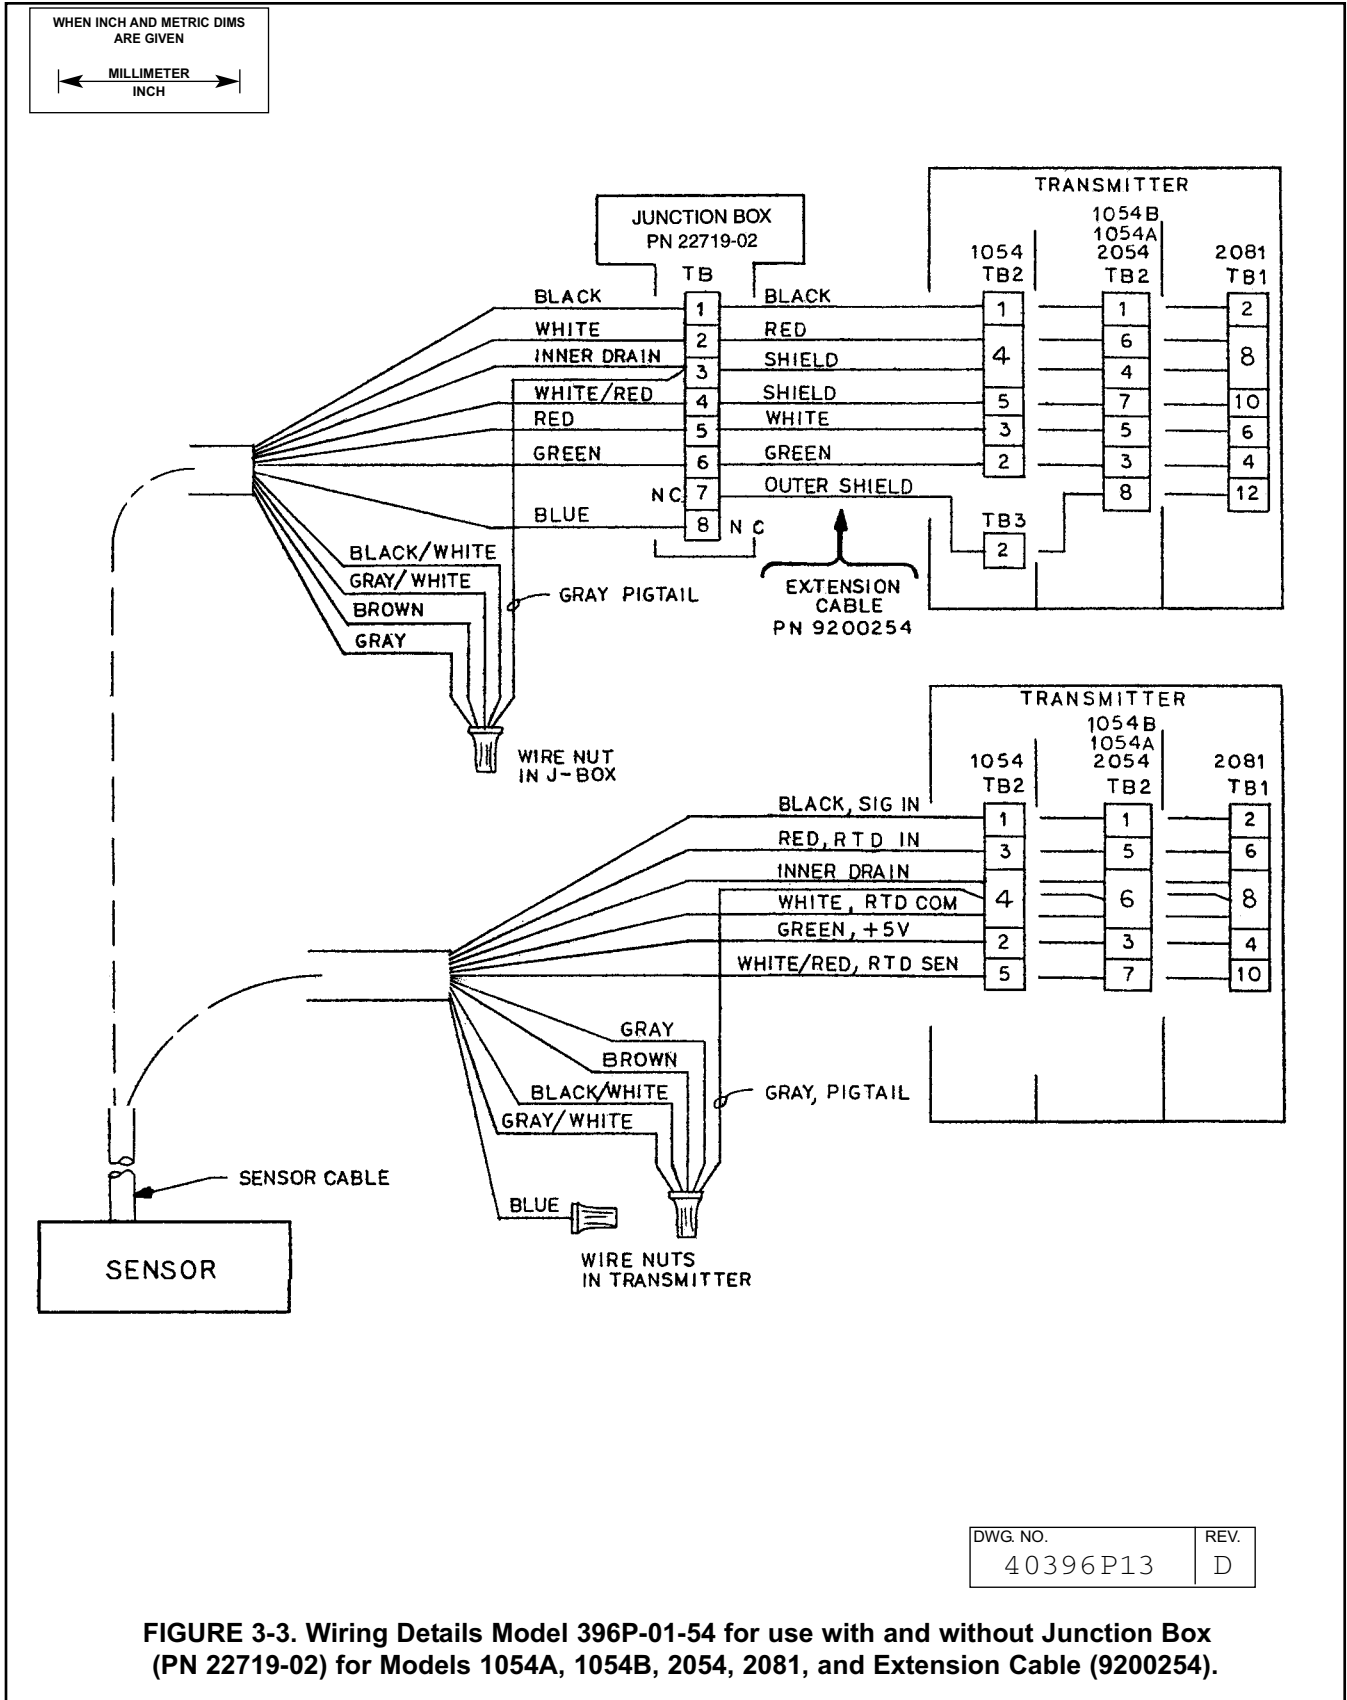 WHEN INCH AND METRIC DIMS
ARE GIVEN
MILLIMETER
INCH
TRANSMITTER
JUNCTION BOX
PN 22719-02
1054B
1054A
1054 2054 2081
TB TB2 TB2 TB1
BLACK 1 BLACK 1 1 2
WHITE 2 RED 4 6 8
INNER DRAIN 3 SHIELD 4
WHITE/RED 4 SHIELD 5 7 10
RED 5 WHITE 3 5 6
GREEN 6 GREEN 2 3 4
NC 7 OUTER SHIELD 8 12
BLUE 8 NC TB3
2
BLACK/WHITE
GRAY/WHITE
BROWN
GRAY
GRAY PIGTAIL
EXTENSION
CABLE
PN 9200254
WIRE NUT
IN J-BOX
TRANSMITTER
1054B
1054A
1054 2054 2081
TB2 TB2 TB1
BLACK, SIG IN 1 1 2
RED, RTD IN 3 5 6
INNER DRAIN
WHITE, RTD COM 4 6 8
GREEN, +5V 2 3 4
WHITE/RED, RTD SEN 5 7 10
GRAY
BROWN
BLACK/WHITE
GRAY/WHITE
GRAY, PIGTAIL
BLUE
WIRE NUTS
IN TRANSMITTER
SENSOR CABLE
SENSOR
DWG. NO. REV.
40396P13 D
FIGURE 3-3. Wiring Details Model 396P-01-54 for use with and without Junction Box
(PN 22719-02) for Models 1054A, 1054B, 2054, 2081, and Extension Cable (9200254).